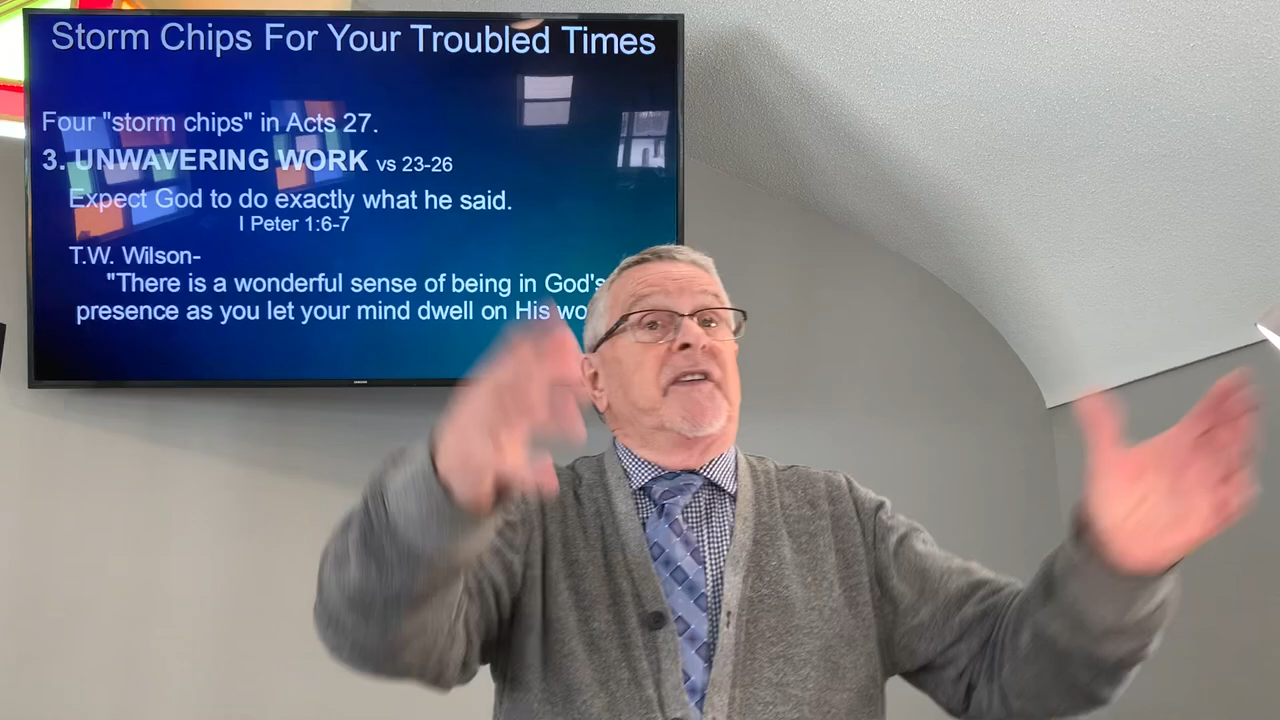 Storm Chips For Your Troubled Times
Four "storm chips" in Acts 27.
3. UNWAVERING WORK vs 23-26
Expect God to do exactly what he said.
I Peter 1:6-7
T.W. Wilson-
"There is a wonderful sense of being in God's
presence as you let your mind dwell on His
SAMSUNG